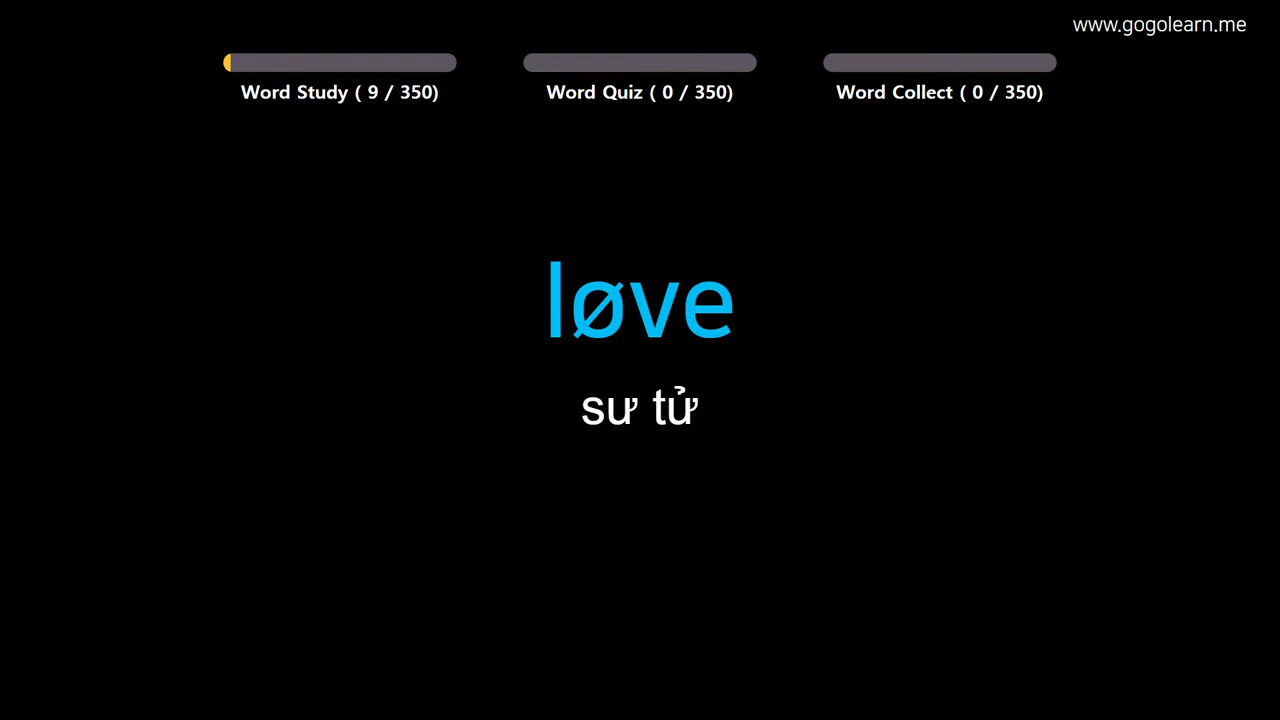 www.gogolearn.me
Word Study ( 9 / 350)
Word Quiz ( 0 / 350)
Word Collect ( 0 / 350)
løve
sư tử